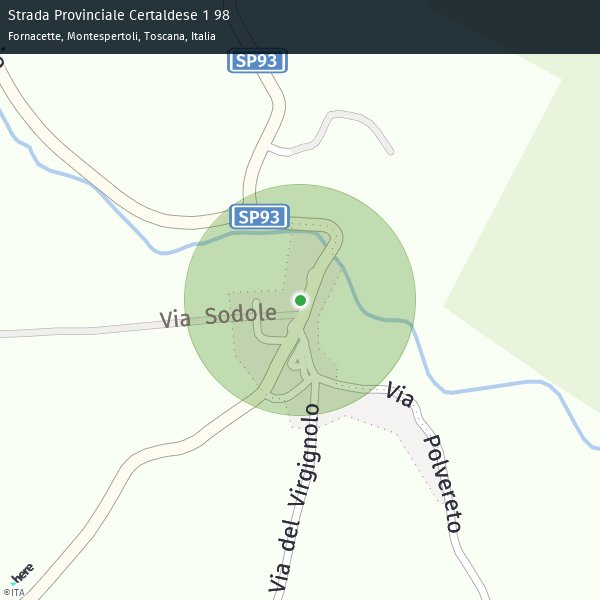 Strada Provinciale Certaldese 1 98
Fornacette, Montespertoli, Toscana, Italia
SP93
SP93
Via Sodole
Via Polvereto
Via del Virgignolo
here
©ITA